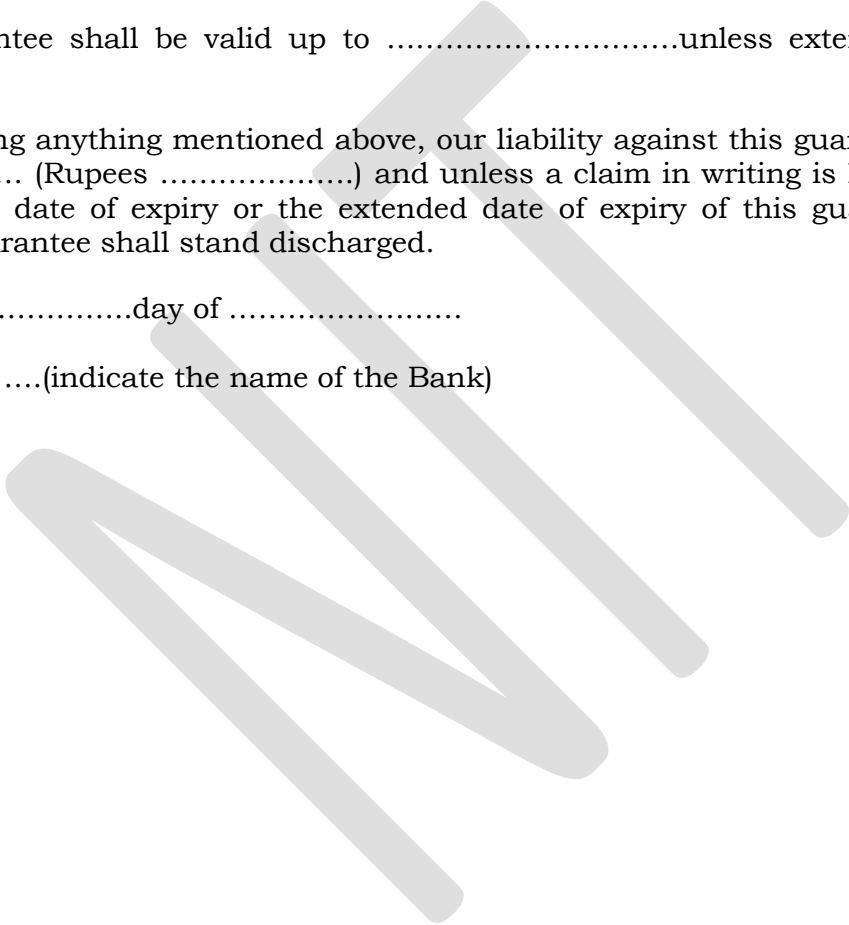 ntee shall be valid up to …………………………unless exte
ng anything mentioned above, our liability against this gua
… (Rupees ………………..) and unless a claim in writing is
date of expiry or the extended date of expiry of this gu
rantee shall stand discharged.
……………day of ……………………
….(indicate the name of the Bank)
NIT